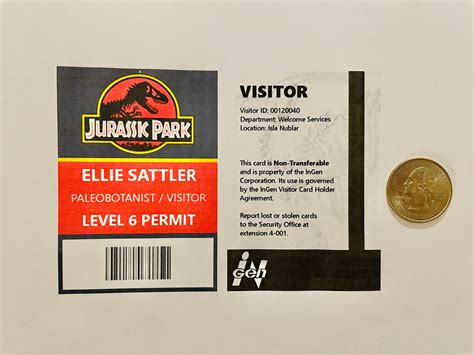 JURASSIC PARK
ELLIE SATTLER
PALEOBOTANIST / VISITOR
LEVEL 6 PERMIT
VISITOR
Visitor ID: 00120040
Department: Welcome Services
Location: Isla Nublar
This card is Non-Transferable
and is property of the InGen
Corporation. Its use is governed
by the InGen Visitor Card Holder
Agreement.
Report lost or stolen cards
to the Security Office at
extension 4-001.
INGen